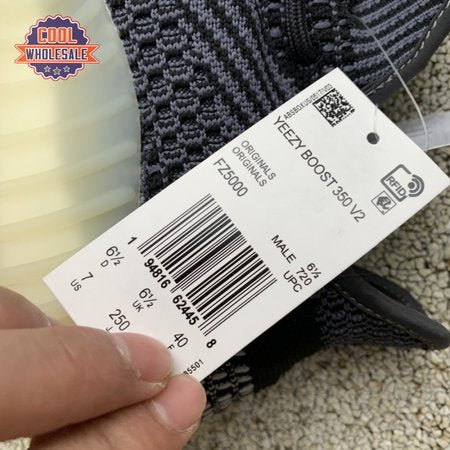 COOL
WHOLESALE
YEEZY BOOST 350 V2
ORIGINALS
ORIGINALS
FZ5000
RFID
MALE
6½
720
UPC
1 94816 62445 8
6½
D
7
US
6½
UK
250
J
40
F